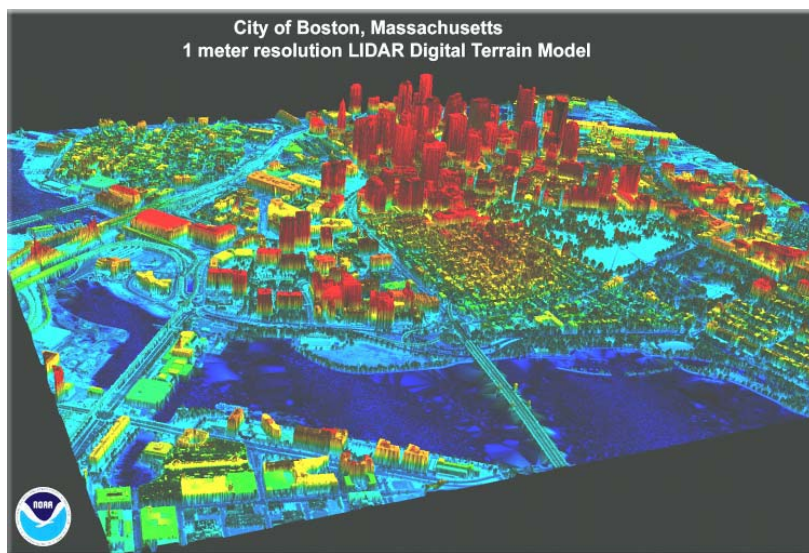 City of Boston, Massachusetts
1 meter resolution LIDAR Digital Terrain Model
NOAA